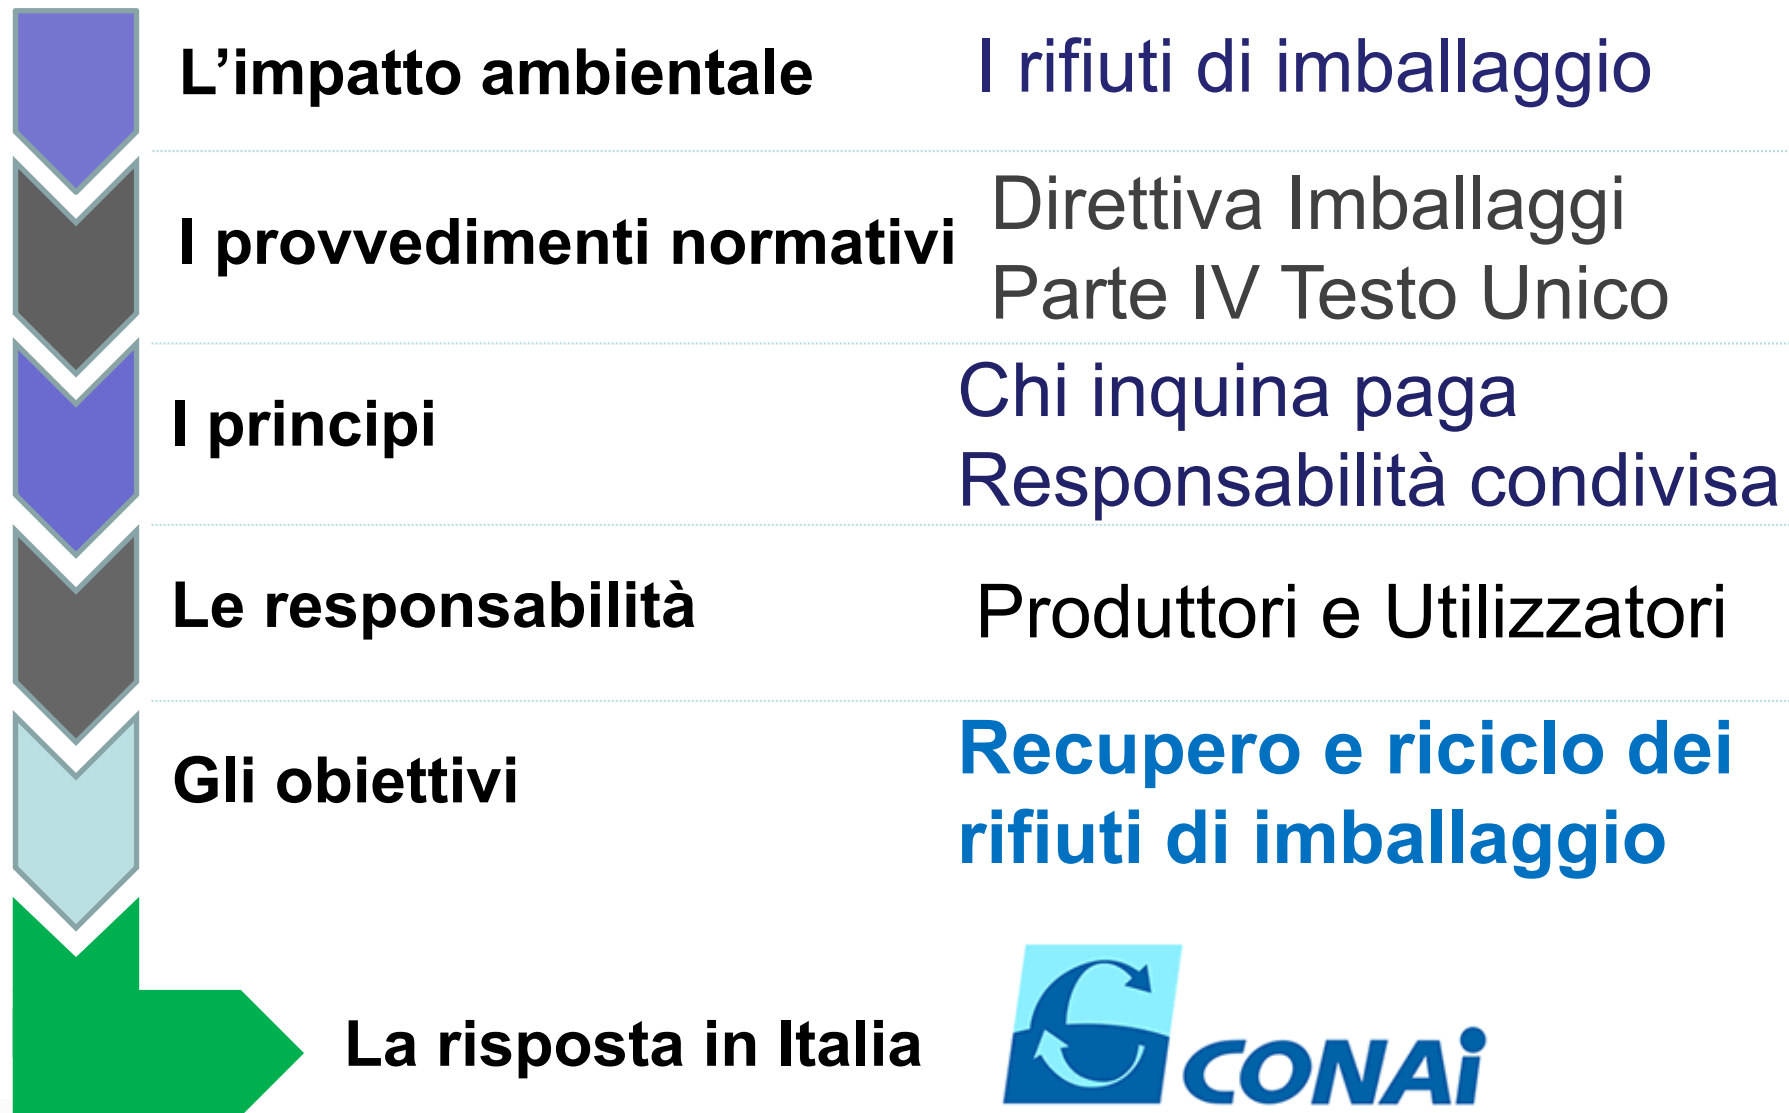 L’impatto ambientale
I rifiuti di imballaggio
I provvedimenti normativi
Direttiva Imballaggi
Parte IV Testo Unico
I principi
Chi inquina paga
Responsabilità condivisa
Le responsabilità
Produttori e Utilizzatori
Gli obiettivi
Recupero e riciclo dei
rifiuti di imballaggio
La risposta in Italia
CONAi